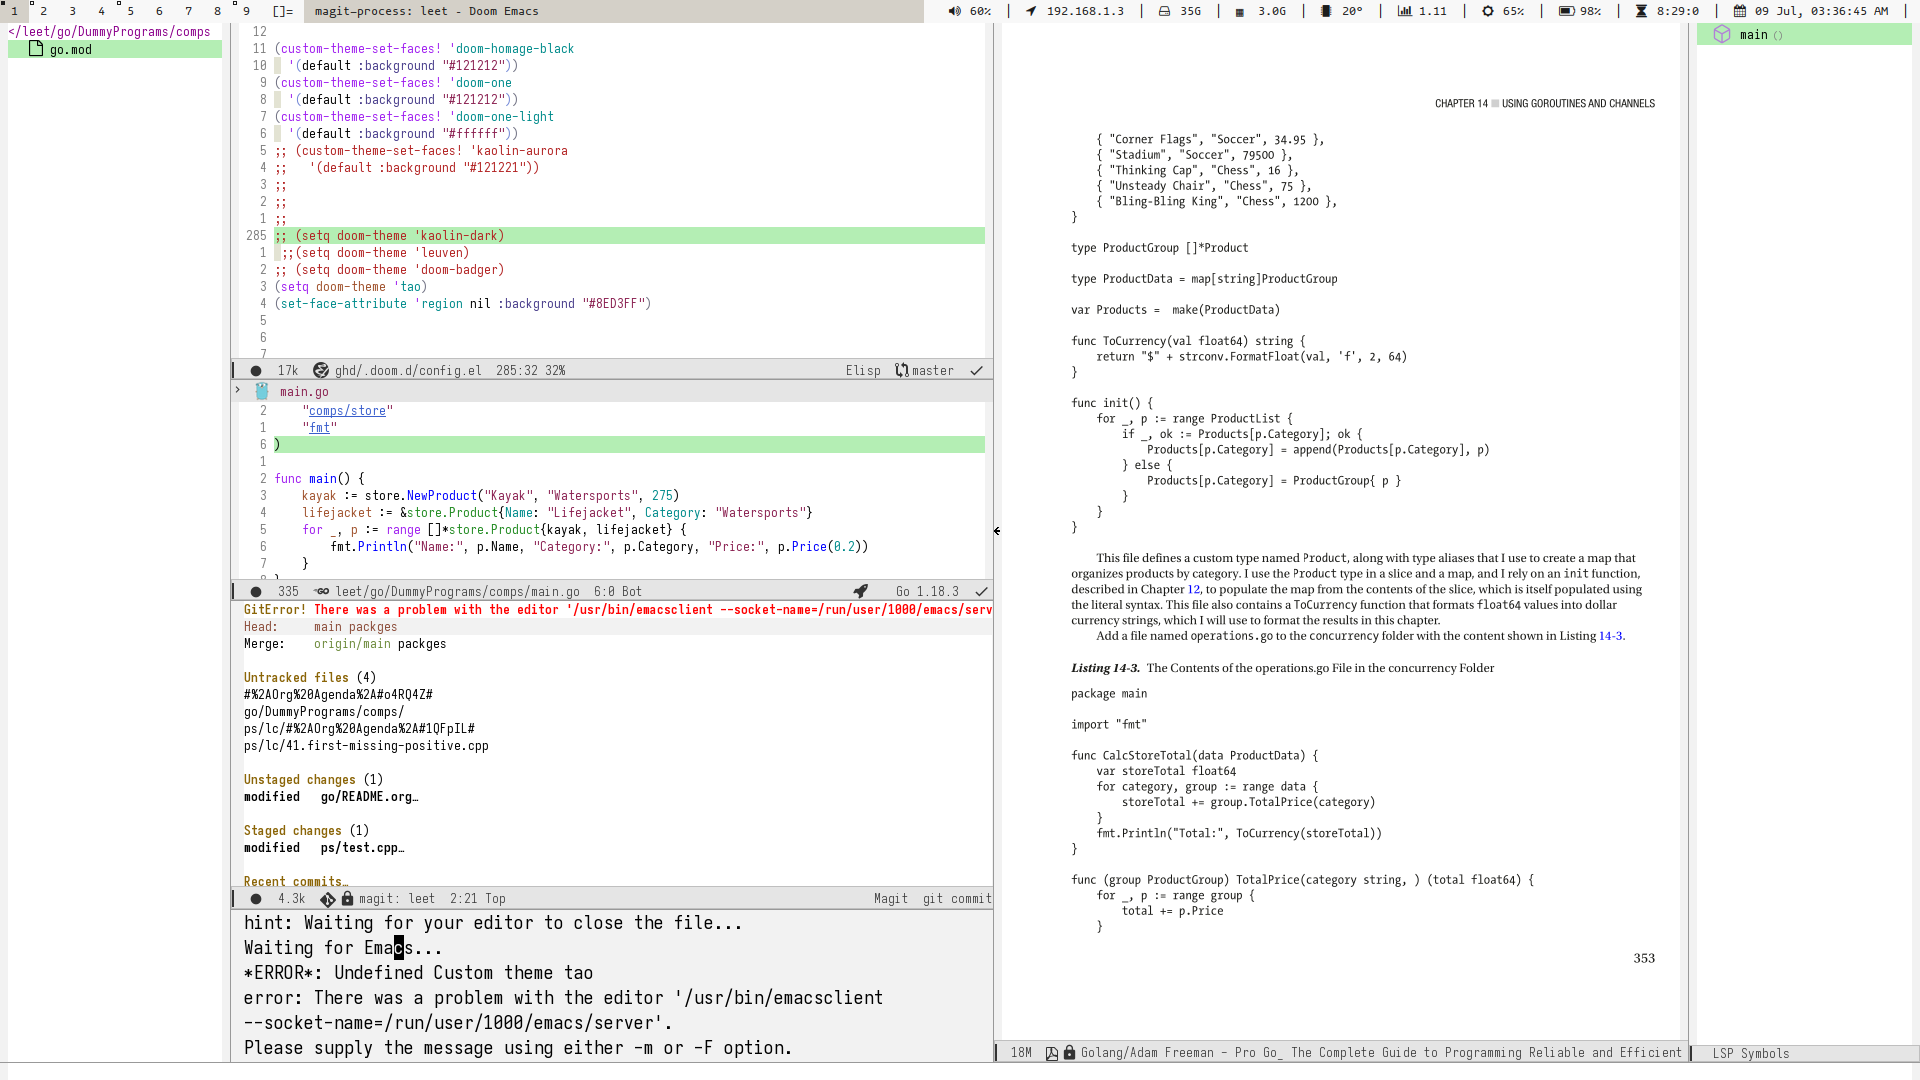 1 2 3 4 5 6 7 8 9 []= magit-process: leet - Doom Emacs 60% | 192.168.1.3 | 35G | 3.0G | 20° | 1.11 | 65% | 98% | 8:29:0 | 09 Jul, 03:36:45 AM |
</leet/go/DummyPrograms/comps
go.mod
12
11 (custom-theme-set-faces! 'doom-homage-black
10 '(default :background "#121212"))
9 (custom-theme-set-faces! 'doom-one
8 '(default :background "#121212"))
7 (custom-theme-set-faces! 'doom-one-light
6 '(default :background "#ffffff"))
5 ;; (custom-theme-set-faces! 'kaolin-aurora
4 ;;   '(default :background "#121221"))
3 ;;
2 ;;
1 ;;
285 ;; (setq doom-theme 'kaolin-dark)
1 ;;(setq doom-theme 'leuven)
2 ;; (setq doom-theme 'doom-badger)
3 (setq doom-theme 'tao)
4 (set-face-attribute 'region nil :background "#8ED3FF")
5
6
7
17k ghd/.doom.d/config.el 285:32 32% Elisp master
> main.go
2 "comps/store"
1 "fmt"
6 )
1
2 func main() {
3 kayak := store.NewProduct("Kayak", "Watersports", 275)
4 lifejacket := &store.Product{Name: "Lifejacket", Category: "Watersports"}
5 for _, p := range []*store.Product{kayak, lifejacket} {
6 fmt.Println("Name:", p.Name, "Category:", p.Category, "Price:", p.Price(0.2))
7 }
335 leet/go/DummyPrograms/comps/main.go 6:0 Bot Go 1.18.3
GitError! There was a problem with the editor '/usr/bin/emacsclient --socket-name=/run/user/1000/emacs/serv
Head: main packges
Merge: origin/main packges
Untracked files (4)
#%2AOrg%20Agenda%2A#o4RQ4Z#
go/DummyPrograms/comps/
ps/lc/#%2AOrg%20Agenda%2A#1QFpIL#
ps/lc/41.first-missing-positive.cpp
Unstaged changes (1)
modified go/README.org…
Staged changes (1)
modified ps/test.cpp…
Recent commits…
4.3k magit: leet 2:21 Top Magit git commit
hint: Waiting for your editor to close the file...
Waiting for Emacs...
*ERROR*: Undefined Custom theme tao
error: There was a problem with the editor '/usr/bin/emacsclient
--socket-name=/run/user/1000/emacs/server'.
Please supply the message using either -m or -F option.
CHAPTER 14 ■ USING GOROUTINES AND CHANNELS
{ "Corner Flags", "Soccer", 34.95 },
{ "Stadium", "Soccer", 79500 },
{ "Thinking Cap", "Chess", 16 },
{ "Unsteady Chair", "Chess", 75 },
{ "Bling-Bling King", "Chess", 1200 },
}
type ProductGroup []*Product
type ProductData = map[string]ProductGroup
var Products =  make(ProductData)
func ToCurrency(val float64) string {
return "$" + strconv.FormatFloat(val, 'f', 2, 64)
}
func init() {
for _, p := range ProductList {
if _, ok := Products[p.Category]; ok {
Products[p.Category] = append(Products[p.Category], p)
} else {
Products[p.Category] = ProductGroup{ p }
}
}
}
This file defines a custom type named Product, along with type aliases that I use to create a map that
organizes products by category. I use the Product type in a slice and a map, and I rely on an init function,
described in Chapter 12, to populate the map from the contents of the slice, which is itself populated using
the literal syntax. This file also contains a ToCurrency function that formats float64 values into dollar
currency strings, which I will use to format the results in this chapter.
Add a file named operations.go to the concurrency folder with the content shown in Listing 14-3.
Listing 14-3. The Contents of the operations.go File in the concurrency Folder
package main
import "fmt"
func CalcStoreTotal(data ProductData) {
var storeTotal float64
for category, group := range data {
storeTotal += group.TotalPrice(category)
}
fmt.Println("Total:", ToCurrency(storeTotal))
}
func (group ProductGroup) TotalPrice(category string, ) (total float64) {
for _, p := range group {
total += p.Price
}
353
18M Golang/Adam Freeman - Pro Go_ The Complete Guide to Programming Reliable and Efficient
main ()
LSP Symbols